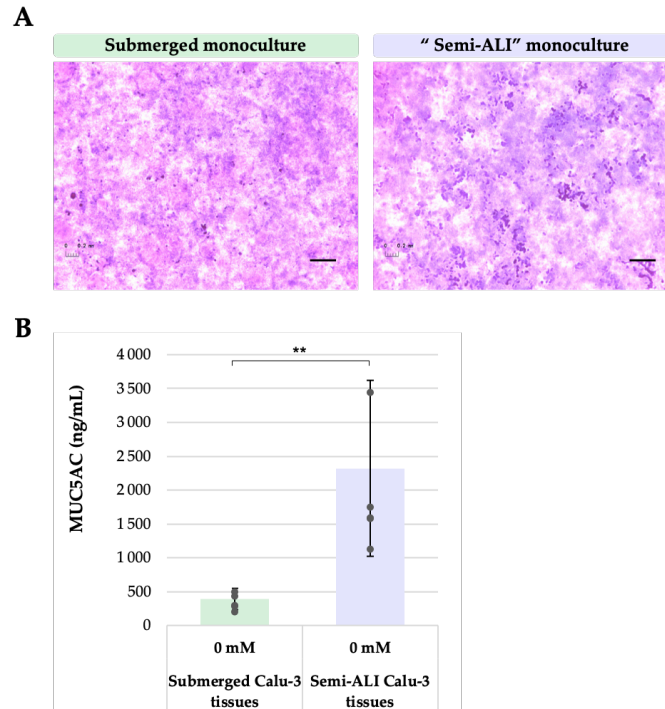 A
Submerged monoculture
“ Semi-ALI” monoculture
B
**
MUC5AC (ng/mL)
4 000
3 500
3 000
2 500
2 000
1 500
1 000
500
0
0 mM
0 mM
Submerged Calu-3
tissues
Semi-ALI Calu-3
tissues